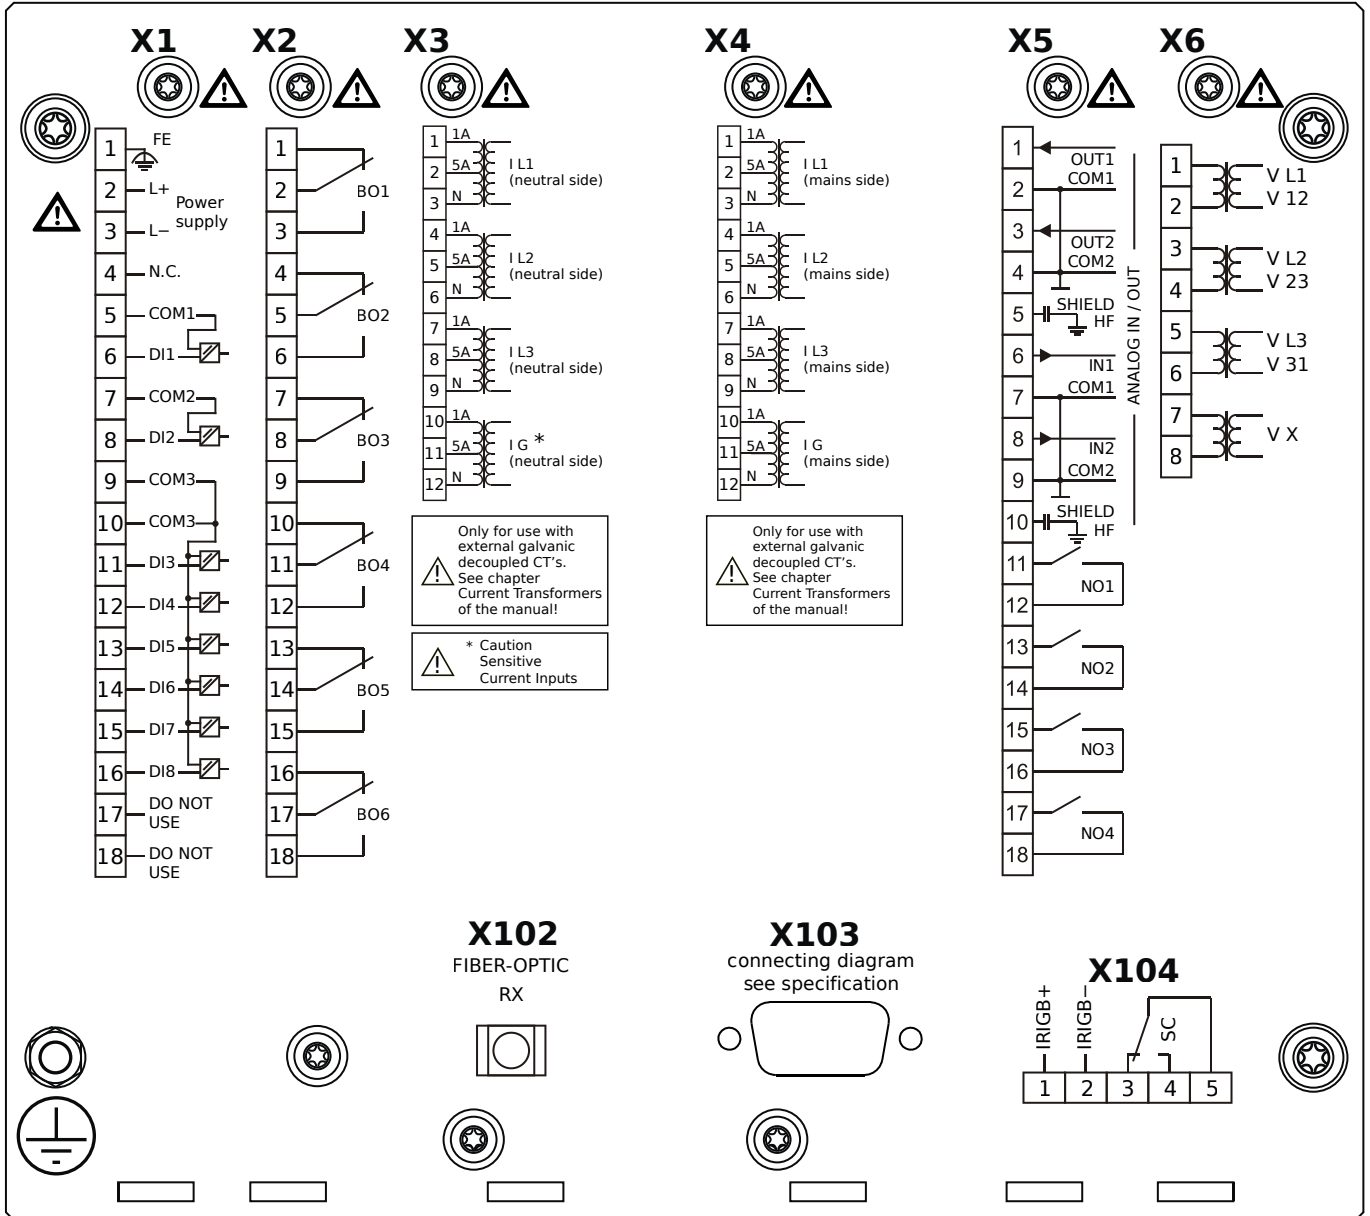 X1
1
FE
2
L+
Power
supply
3
L−
4
N.C.
5
COM1
6
DI1
7
COM2
8
DI2
9
COM3
10
COM3
11
DI3
12
DI4
13
DI5
14
DI6
15
DI7
16
DI8
17
DO NOT
USE
18
DO NOT
USE
X2
1
2
BO1
3
4
5
BO2
6
7
8
BO3
9
10
11
BO4
12
13
14
BO5
15
16
17
BO6
18
X3
1
1A
2
5A
I L1
(neutral side)
3
N
4
1A
5
5A
I L2
(neutral side)
6
N
7
1A
8
5A
I L3
(neutral side)
9
N
10
1A
11
5A
I G *
(neutral side)
12
N
Only for use with
external galvanic
decoupled CT's.
See chapter
Current Transformers
of the manual!
* Caution
Sensitive
Current Inputs
X4
1
1A
2
5A
I L1
(mains side)
3
N
4
1A
5
5A
I L2
(mains side)
6
N
7
1A
8
5A
I L3
(mains side)
9
N
10
1A
11
5A
I G
(mains side)
12
N
Only for use with
external galvanic
decoupled CT's.
See chapter
Current Transformers
of the manual!
X5
1
OUT1
2
COM1
3
OUT2
4
COM2
5
SHIELD
HF
6
IN1
7
COM1
8
IN2
9
COM2
10
SHIELD
HF
ANALOG IN / OUT
11
NO1
12
13
NO2
14
15
NO3
16
17
NO4
18
X6
1
V L1
2
V 12
3
V L2
4
V 23
5
V L3
6
V 31
7
V X
8
X102
FIBER-OPTIC
RX
X103
connecting diagram
see specification
X104
IRIGB+
IRIGB−
SC
1 2 3 4 5